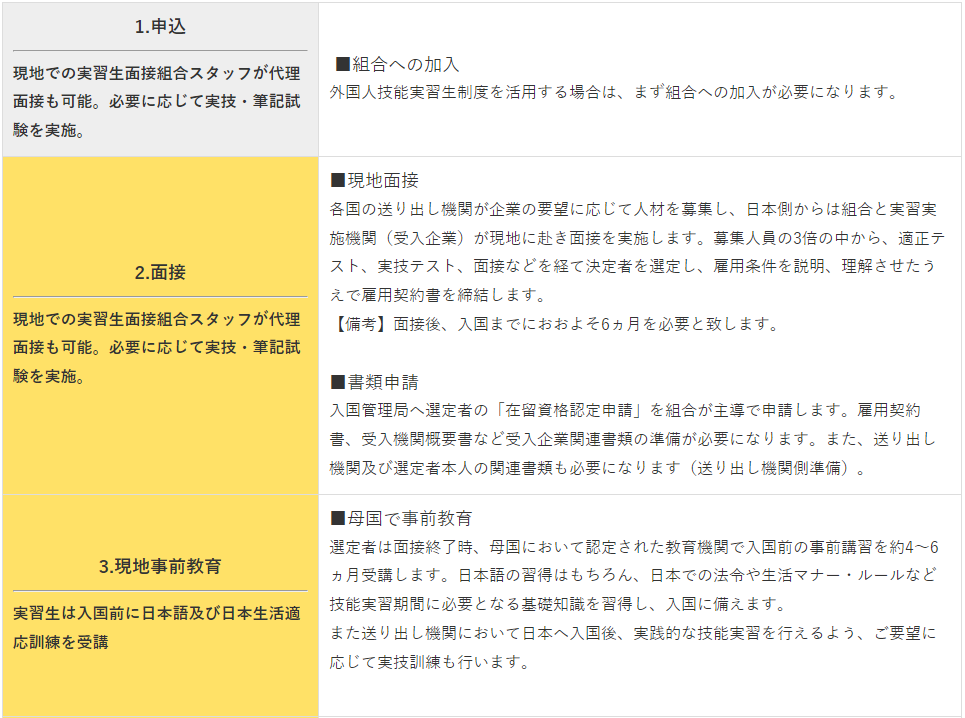 1.申込
現地での実習生面接組合スタッフが代理
面接も可能。必要に応じて実技・筆記試
験を実施。
■組合への加入
外国人技能実習生制度を活用する場合は、まず組合への加入が必要になります。
2.面接
現地での実習生面接組合スタッフが代理
面接も可能。必要に応じて実技・筆記試
験を実施。
■現地面接
各国の送り出し機関が企業の要望に応じて人材を募集し、日本側からは組合と実習実
施機関（受入企業）が現地に赴き面接を実施します。募集人員の3倍の中から、適正テ
スト、実技テスト、面接などを経て決定者を選定し、雇用条件を説明、理解させたう
えで雇用契約書を締結します。
【備考】面接後、入国までにおおよそ6ヵ月を必要と致します。
■書類申請
入国管理局へ選定者の「在留資格認定申請」を組合が主導で申請します。雇用契約
書、受入機関概要書など受入企業関連書類の準備が必要になります。また、送り出し
機関及び選定者本人の関連書類も必要になります（送り出し機関側準備）。
3.現地事前教育
実習生は入国前に日本語及び日本生活適
応訓練を受講
■母国で事前教育
選定者は面接終了時、母国において認定された教育機関で入国前の事前講習を約4〜6
ヵ月受講します。日本語の習得はもちろん、日本での法令や生活マナー・ルールなど
技能実習期間に必要となる基礎知識を習得し、入国に備えます。
また送り出し機関において日本へ入国後、実践的な技能実習を行えるよう、ご要望に
応じて実技訓練も行います。